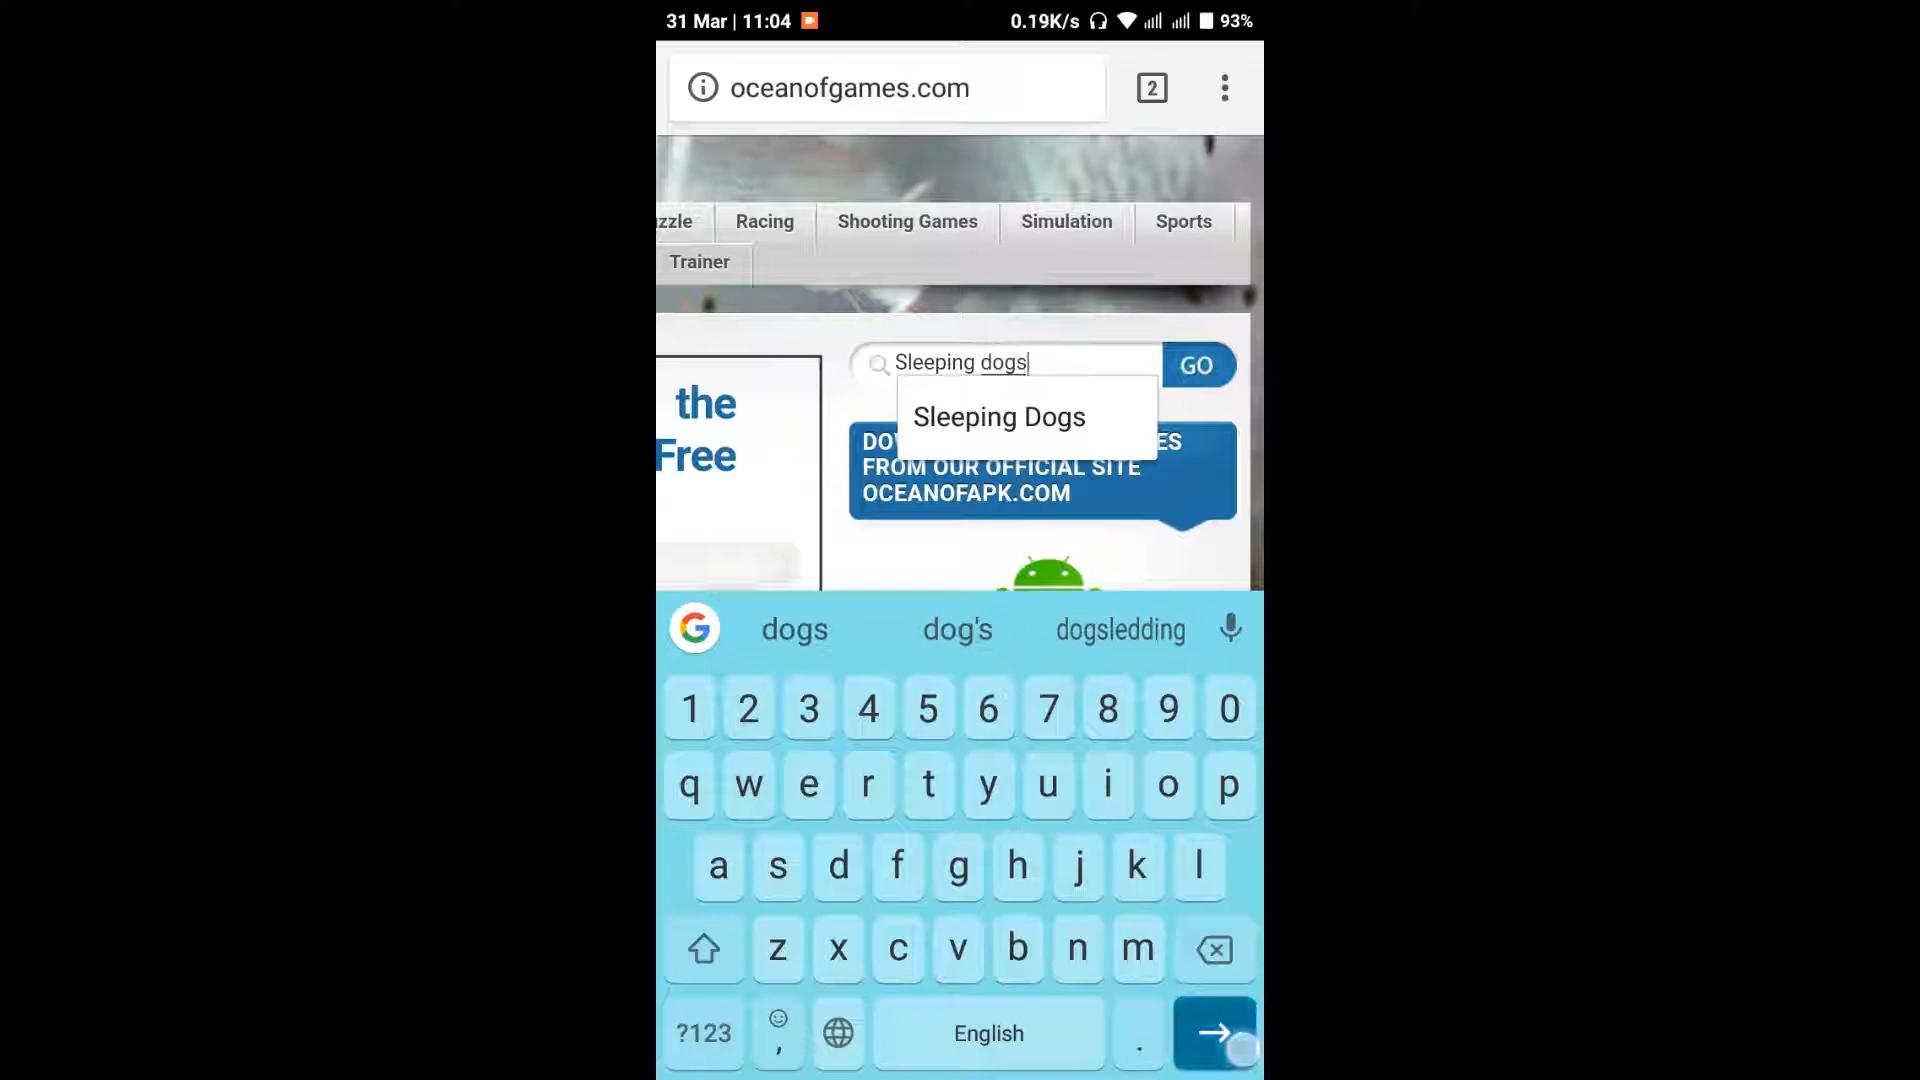 31 Mar | 11:04
0.19K/s
93%
oceanofgames.com
2
zzle
Racing
Shooting Games
Simulation
Sports
Trainer
Sleeping dogs
GO
the
Free
Sleeping Dogs
DO
ES
FROM OUR OFFICIAL SITE
OCEANOFAPK.COM
G
dogs
dog's
dogsledding
1 2 3 4 5 6 7 8 9 0
q w e r t y u i o p
a s d f g h j k l
z x c v b n m
?123
,
English
.